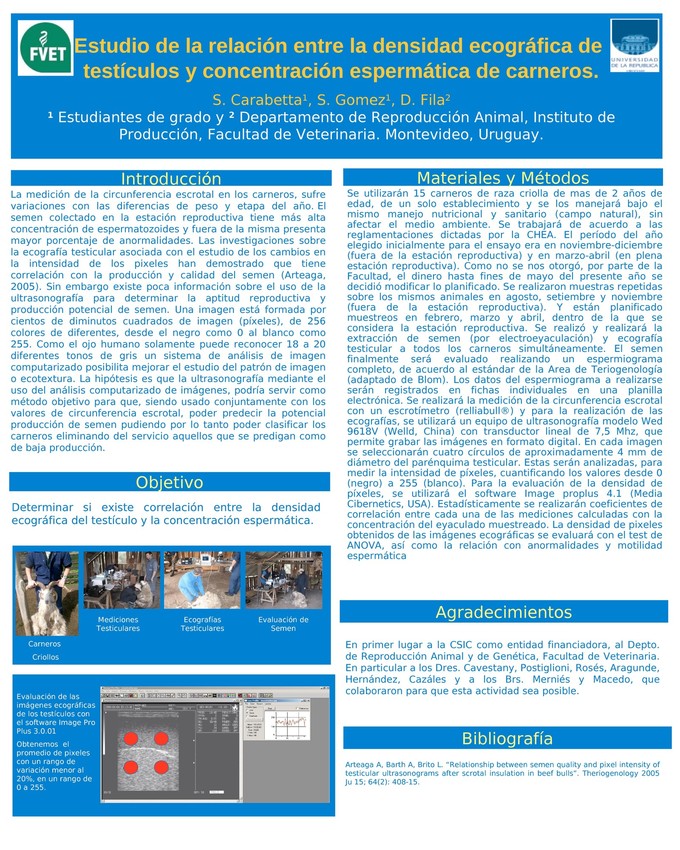 FVET
UNIVERSIDAD
DE LA REPUBLICA
Estudio de la relación entre la densidad ecográfica de
testículos y concentración espermática de carneros.
S. Carabetta¹, S. Gomez¹, D. Fila²
¹ Estudiantes de grado y ² Departamento de Reproducción Animal, Instituto de
Producción, Facultad de Veterinaria. Montevideo, Uruguay.
Introducción
La medición de la circunferencia escrotal en los carneros, sufre
variaciones con las diferencias de peso y etapa del año. El
semen colectado en la estación reproductiva tiene más alta
concentración de espermatozoides y fuera de la misma presenta
mayor porcentaje de anormalidades. Las investigaciones sobre
la ecografía testicular asociada con el estudio de los cambios en
la intensidad de los pixeles han demostrado que tiene
correlación con la producción y calidad del semen (Arteaga,
2005). Sin embargo existe poca información sobre el uso de la
ultrasonografía para determinar la aptitud reproductiva y
producción potencial de semen. Una imagen está formada por
cientos de diminutos cuadrados de imagen (píxeles), de 256
colores de diferentes, desde el negro como 0 al blanco como
255. Como el ojo humano solamente puede reconocer 18 a 20
diferentes tonos de gris un sistema de análisis de imagen
computarizado posibilita mejorar el estudio del patrón de imagen
o ecotextura. La hipótesis es que la ultrasonografía mediante el
uso del análisis computarizado de imágenes, podría servir como
método objetivo para que, siendo usado conjuntamente con los
valores de circunferencia escrotal, poder predecir la potencial
producción de semen pudiendo por lo tanto poder clasificar los
carneros eliminando del servicio aquellos que se predigan como
de baja producción.
Objetivo
Determinar si existe correlación entre la densidad
ecográfica del testículo y la concentración espermática.
Carneros
Criollos
Mediciones
Testiculares
Ecografías
Testiculares
Evaluación de
Semen
Evaluación de las
imágenes ecográficas
de los testículos con
el software Image Pro
Plus 3.0.01
Obtenemos el
promedio de pixeles
con un rango de
variación menor al
20%, en un rango de
0 a 255.
Materiales y Métodos
Se utilizarán 15 carneros de raza criolla de mas de 2 años de
edad, de un solo establecimiento y se los manejará bajo el
mismo manejo nutricional y sanitario (campo natural), sin
afectar el medio ambiente. Se trabajará de acuerdo a las
reglamentaciones dictadas por la CHEA. El período del año
elegido inicialmente para el ensayo era en noviembre-diciembre
(fuera de la estación reproductiva) y en marzo-abril (en plena
estación reproductiva). Como no se nos otorgó, por parte de la
Facultad, el dinero hasta fines de mayo del presente año se
decidió modificar lo planificado. Se realizaron muestras repetidas
sobre los mismos animales en agosto, setiembre y noviembre
(fuera de la estación reproductiva). Y están planificado
muestreos en febrero, marzo y abril, dentro de la que se
considera la estación reproductiva. Se realizó y realizará la
extracción de semen (por electroeyaculación) y ecografía
testicular a todos los carneros simultáneamente. El semen
finalmente será evaluado realizando un espermiograma
completo, de acuerdo al estándar de la Area de Teriogenología
(adaptado de Blom). Los datos del espermiograma a realizarse
serán registrados en fichas individuales en una planilla
electrónica. Se realizará la medición de la circunferencia escrotal
con un escrotímetro (relliabull®) y para la realización de las
ecografías, se utilizará un equipo de ultrasonografía modelo Wed
9618V (Welld, China) con transductor lineal de 7,5 Mhz, que
permite grabar las imágenes en formato digital. En cada imagen
se seleccionarán cuatro círculos de aproximadamente 4 mm de
diámetro del parénquima testicular. Estas serán analizadas, para
medir la intensidad de píxeles, cuantificando los valores desde 0
(negro) a 255 (blanco). Para la evaluación de la densidad de
píxeles, se utilizará el software Image proplus 4.1 (Media
Cibernetics, USA). Estadísticamente se realizarán coeficientes de
correlación entre cada una de las mediciones calculadas con la
concentración del eyaculado muestreado. La densidad de pixeles
obtenidos de las imágenes ecográficas se evaluará con el test de
ANOVA, así como la relación con anormalidades y motilidad
espermática
Agradecimientos
En primer lugar a la CSIC como entidad financiadora, al Depto.
de Reproducción Animal y de Genética, Facultad de Veterinaria.
En particular a los Dres. Cavestany, Postiglioni, Rosés, Aragunde,
Hernández, Cazáles y a los Brs. Merniés y Macedo, que
colaboraron para que esta actividad sea posible.
Bibliografía
Arteaga A, Barth A, Brito L. “Relationship between semen quality and pixel intensity of
testicular ultrasonograms after scrotal insulation in beef bulls”. Theriogenology 2005
Ju 15; 64(2): 408-15.